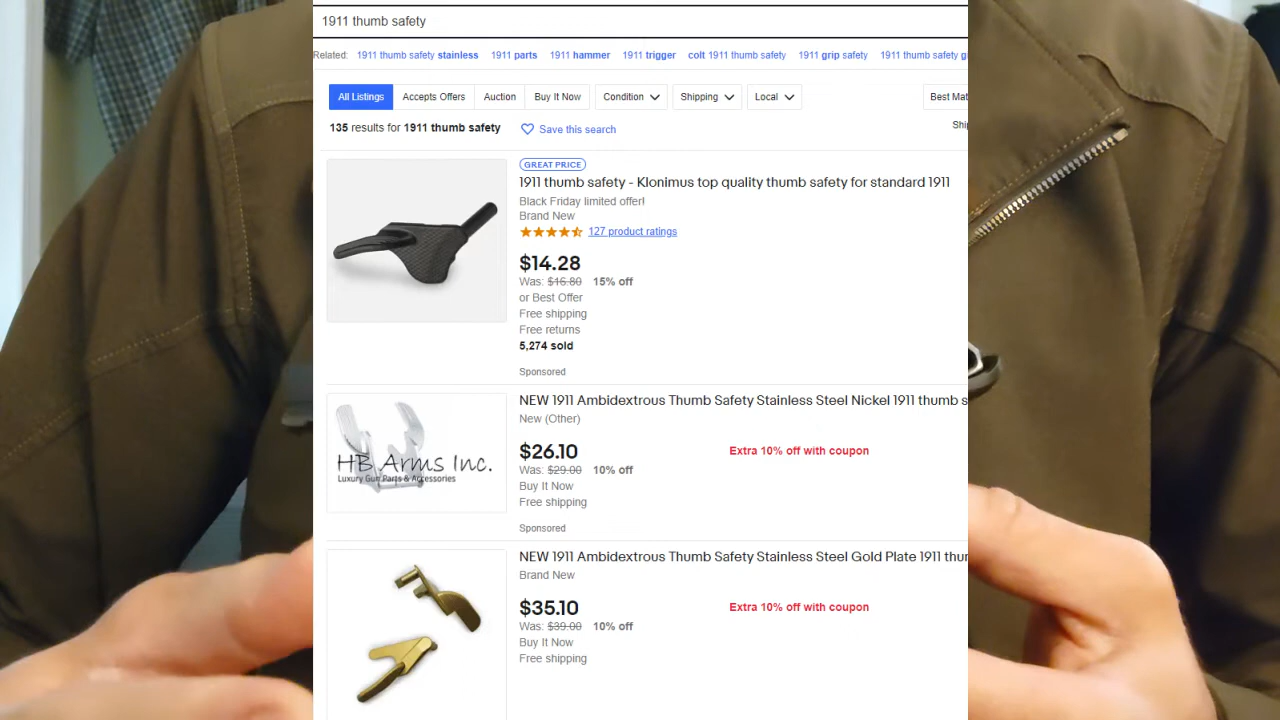 1911 thumb safety
Related: 1911 thumb safety stainless 1911 parts 1911 hammer 1911 trigger colt 1911 thumb safety 1911 grip safety 1911 thumb safety
All Listings Accepts Offers Auction Buy It Now Condition Shipping Local Best
135 results for 1911 thumb safety Save this search
GREAT PRICE
1911 thumb safety - Klonimus top quality thumb safety for standard 1911
Black Friday limited offer!
Brand New
127 product ratings
$14.28
Was: $16.80 15% off
or Best Offer
Free shipping
Free returns
5,274 sold
Sponsored
NEW 1911 Ambidextrous Thumb Safety Stainless Steel Nickel 1911 thumb
New (Other)
HB Arms Inc.
Luxury Gun Parts & Accessories
$26.10 Extra 10% off with coupon
Was: $29.00 10% off
Buy It Now
Free shipping
Sponsored
NEW 1911 Ambidextrous Thumb Safety Stainless Steel Gold Plate 1911
Brand New
$35.10 Extra 10% off with coupon
Was: $39.00 10% off
Buy It Now
Free shipping